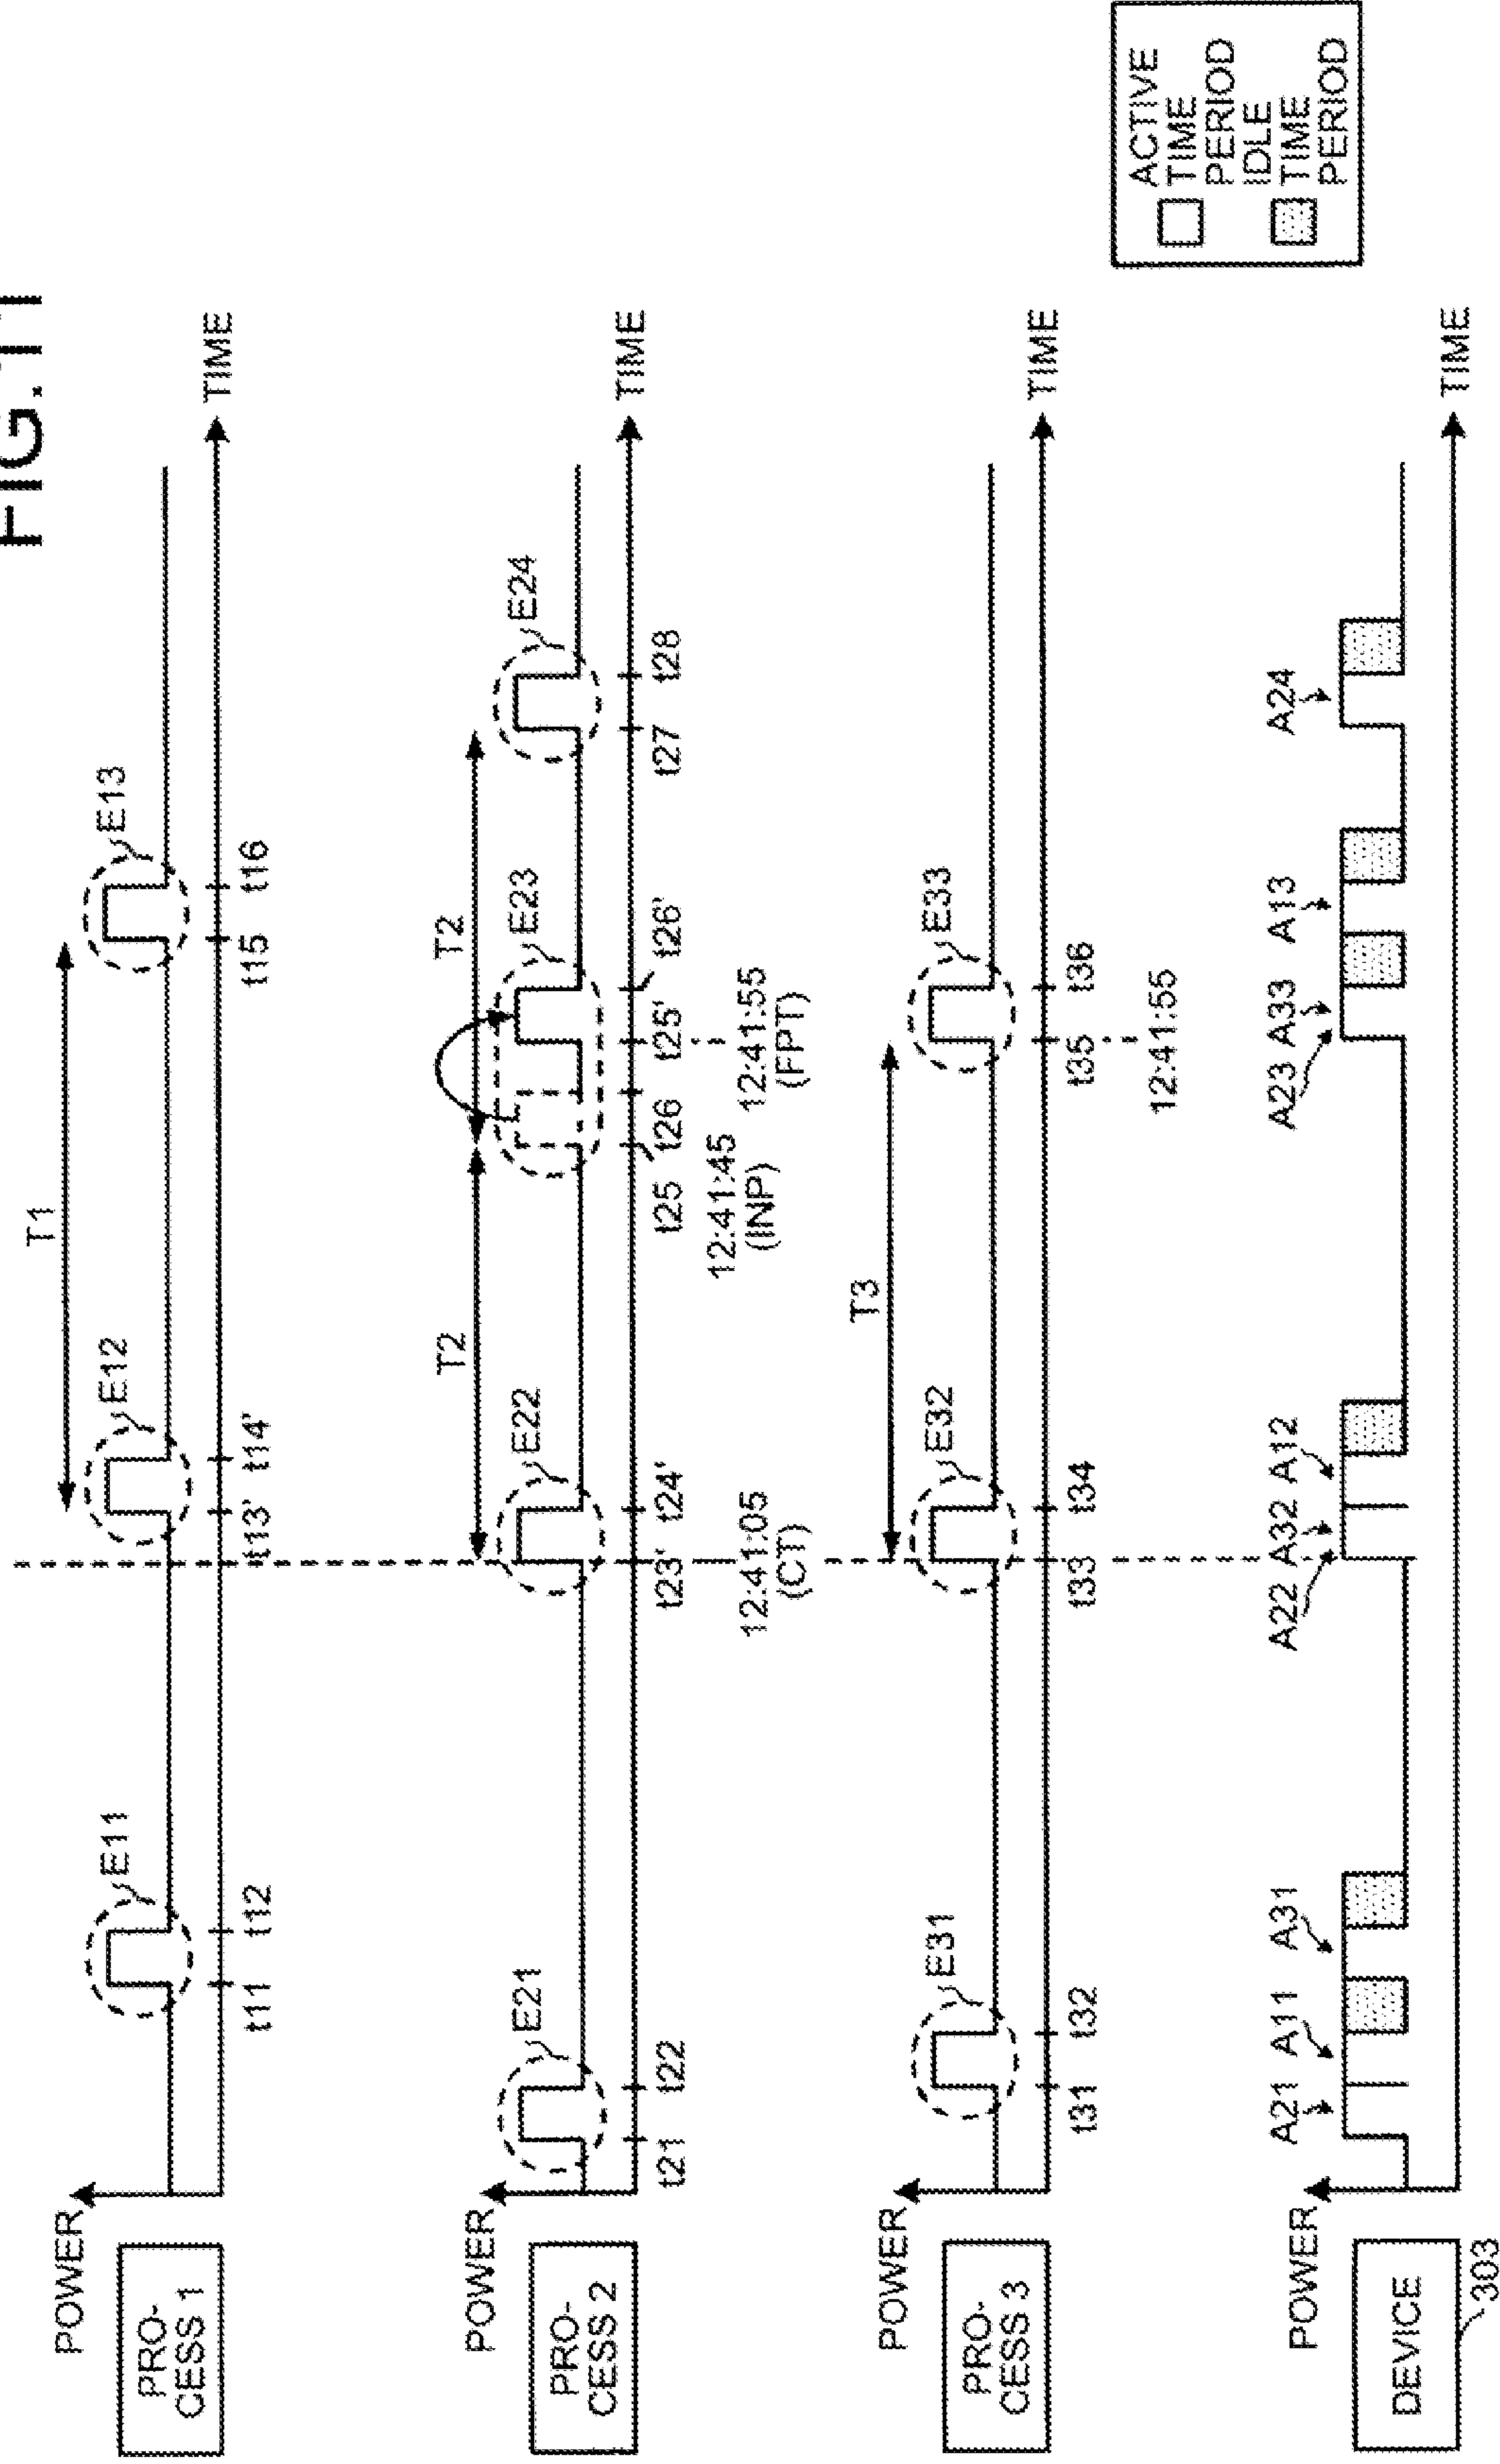 FIG.11
POWER
PRO-
CESS 1
t11
t12
E11
t13'
t14'
E12
T1
t15
t16
E13
TIME
POWER
PRO-
CESS 2
t21
t22
E21
t23'
t24'
12:41:05
(CT)
E22
T2
t25
t26
12:41:45
(INP)
t25'
t26'
12:41:55
(FPT)
E23
T2
t27
t28
E24
TIME
POWER
PRO-
CESS 3
t31
t32
E31
t33
t34
E32
T3
t35
t36
12:41:55
E33
TIME
POWER
DEVICE
303
A21
A11
A31
A22
A32
A12
A23
A33
A13
A24
TIME
ACTIVE
TIME
PERIOD
IDLE
TIME
PERIOD